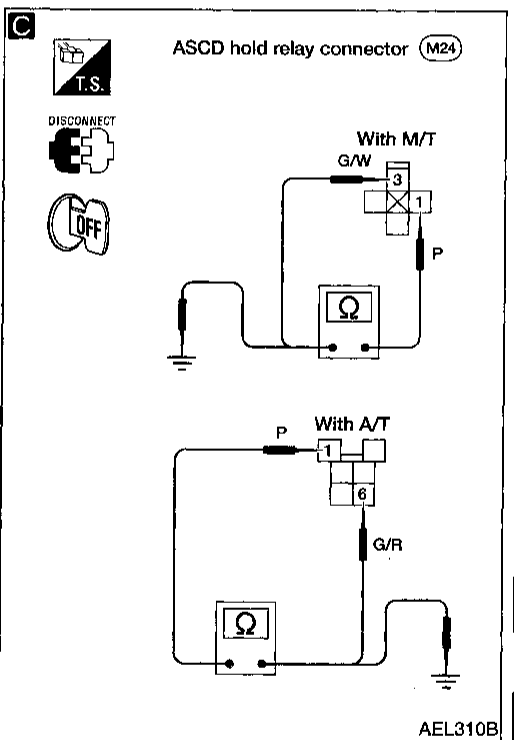 C
ASCD hold relay connector M24
T.S.
DISCONNECT
With M/T
G/W
3
1
OFF
P
Ω
With A/T
P
1
6
G/R
Ω
AEL310B